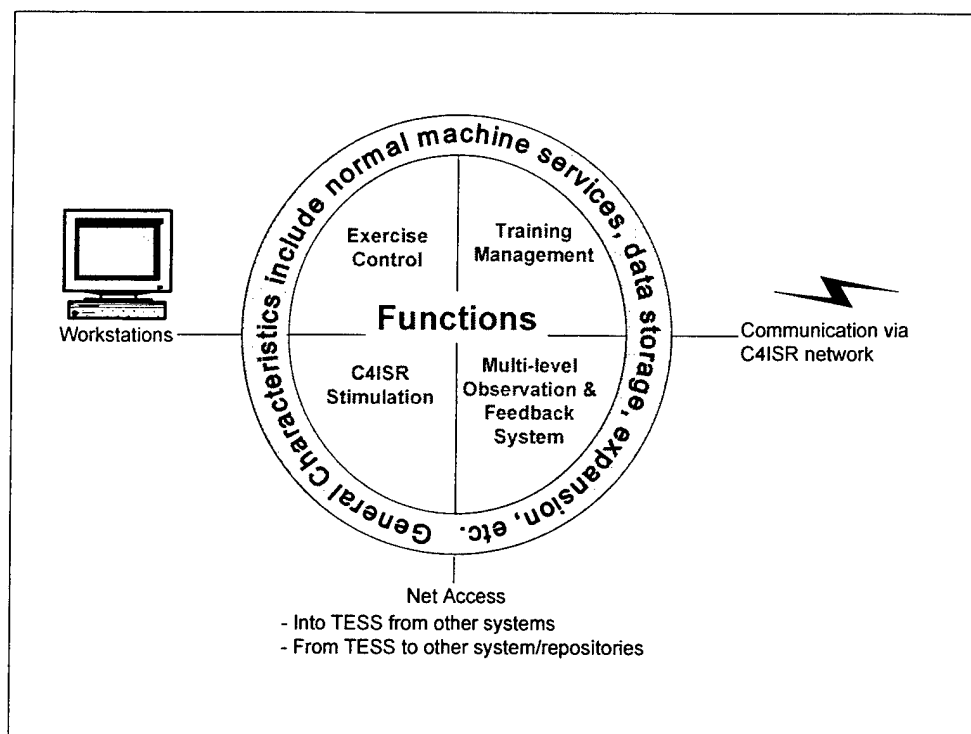 General Characteristics include normal machine services, data storage, expansion, etc.
Exercise
Control
Training
Management
Functions
C4ISR
Stimulation
Multi-level
Observation &
Feedback
System
Workstations
Communication via
C4ISR network
Net Access
- Into TESS from other systems
- From TESS to other system/repositories